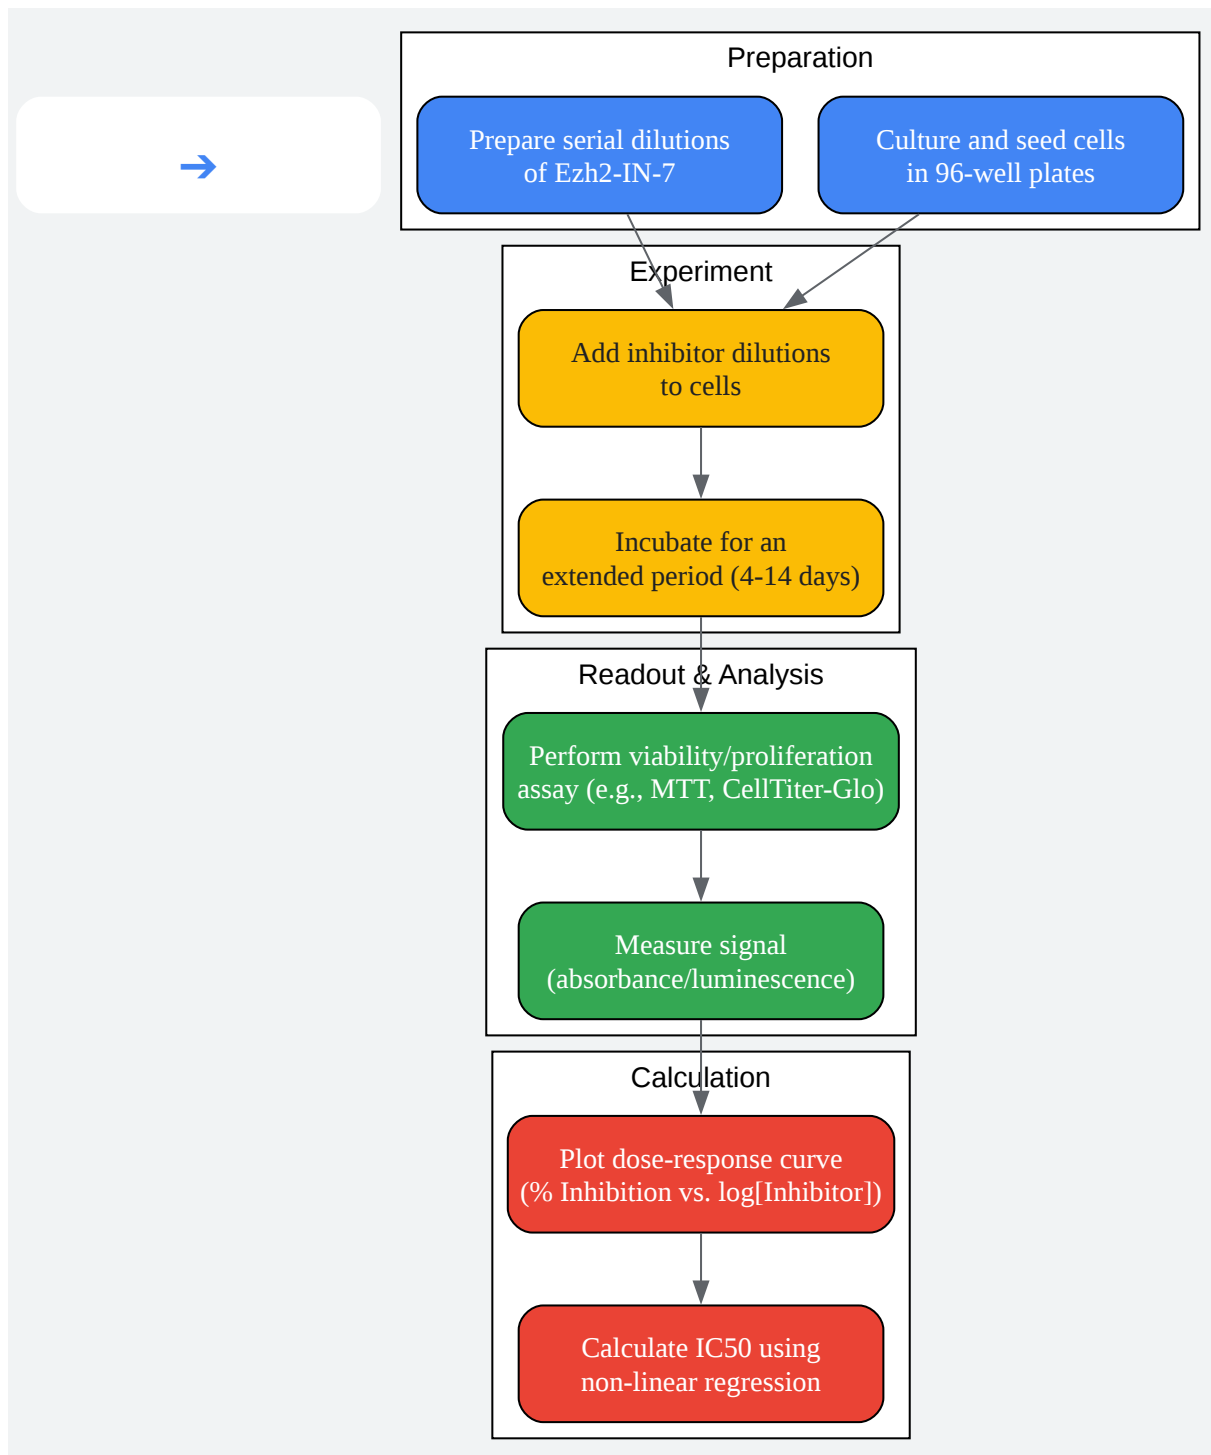 Preparation
Prepare serial dilutions
of Ezh2-IN-7
Culture and seed cells
in 96-well plates
➔
Experiment
Add inhibitor dilutions
to cells
Incubate for an
extended period (4-14 days)
Readout & Analysis
Perform viability/proliferation
assay (e.g., MTT, CellTiter-Glo)
Measure signal
(absorbance/luminescence)
Calculation
Plot dose-response curve
(% Inhibition vs. log[Inhibitor])
Calculate IC50 using
non-linear regression